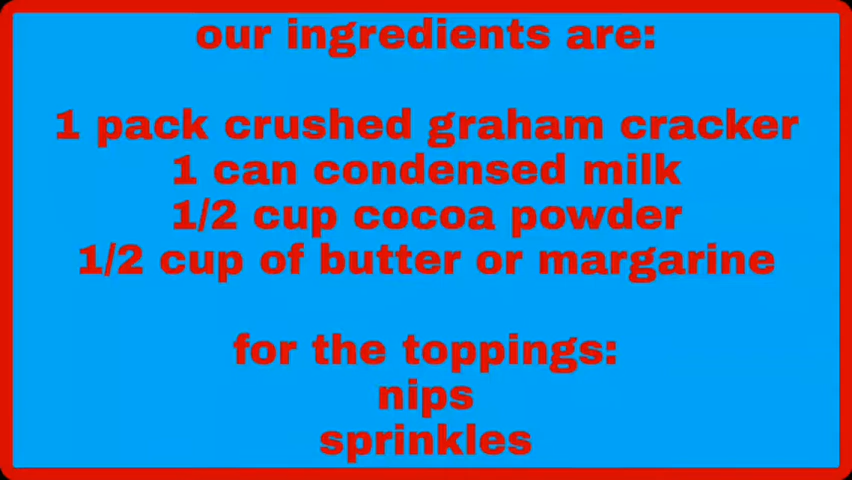 our ingredients are:
1 pack crushed graham cracker
1 can condensed milk
1/2 cup cocoa powder
1/2 cup of butter or margarine
for the toppings:
nips
sprinkles